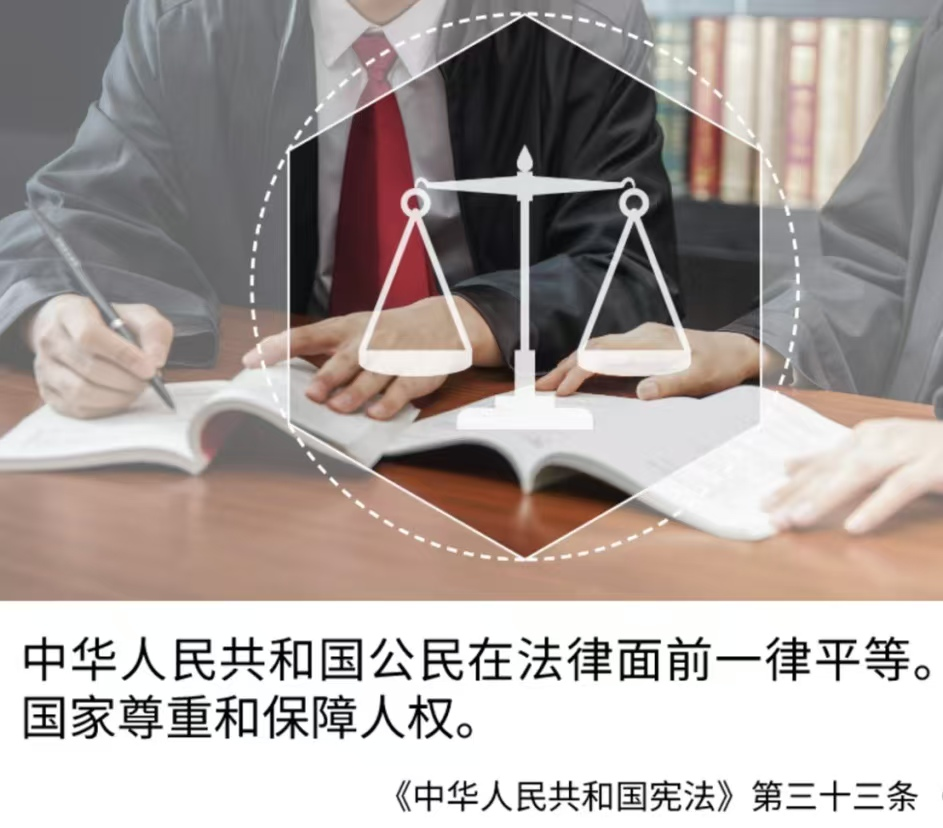 中华人民共和国公民在法律面前一律平等。
国家尊重和保障人权。
《中华人民共和国宪法》第三十三条